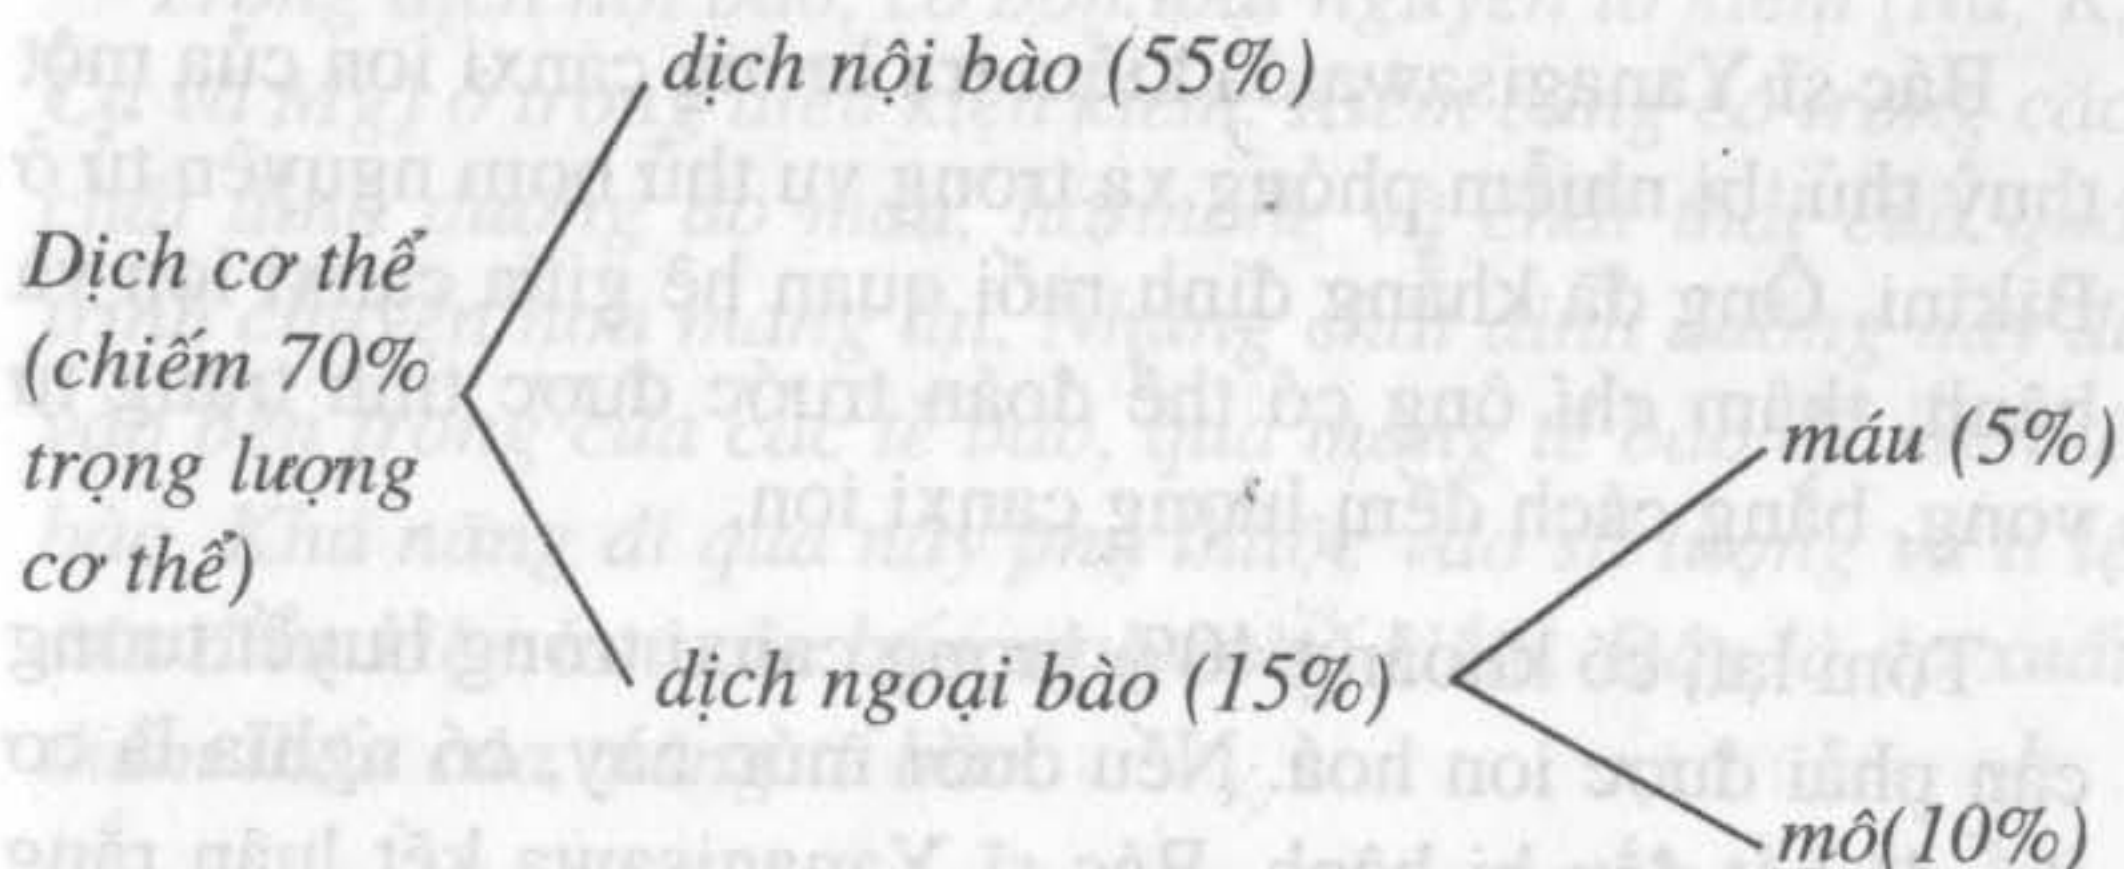 dịch nội bào (55%)
Dịch cơ thể
(chiếm 70%
trọng lượng
cơ thể)
dịch ngoại bào (15%)
máu (5%)
mô(10%)